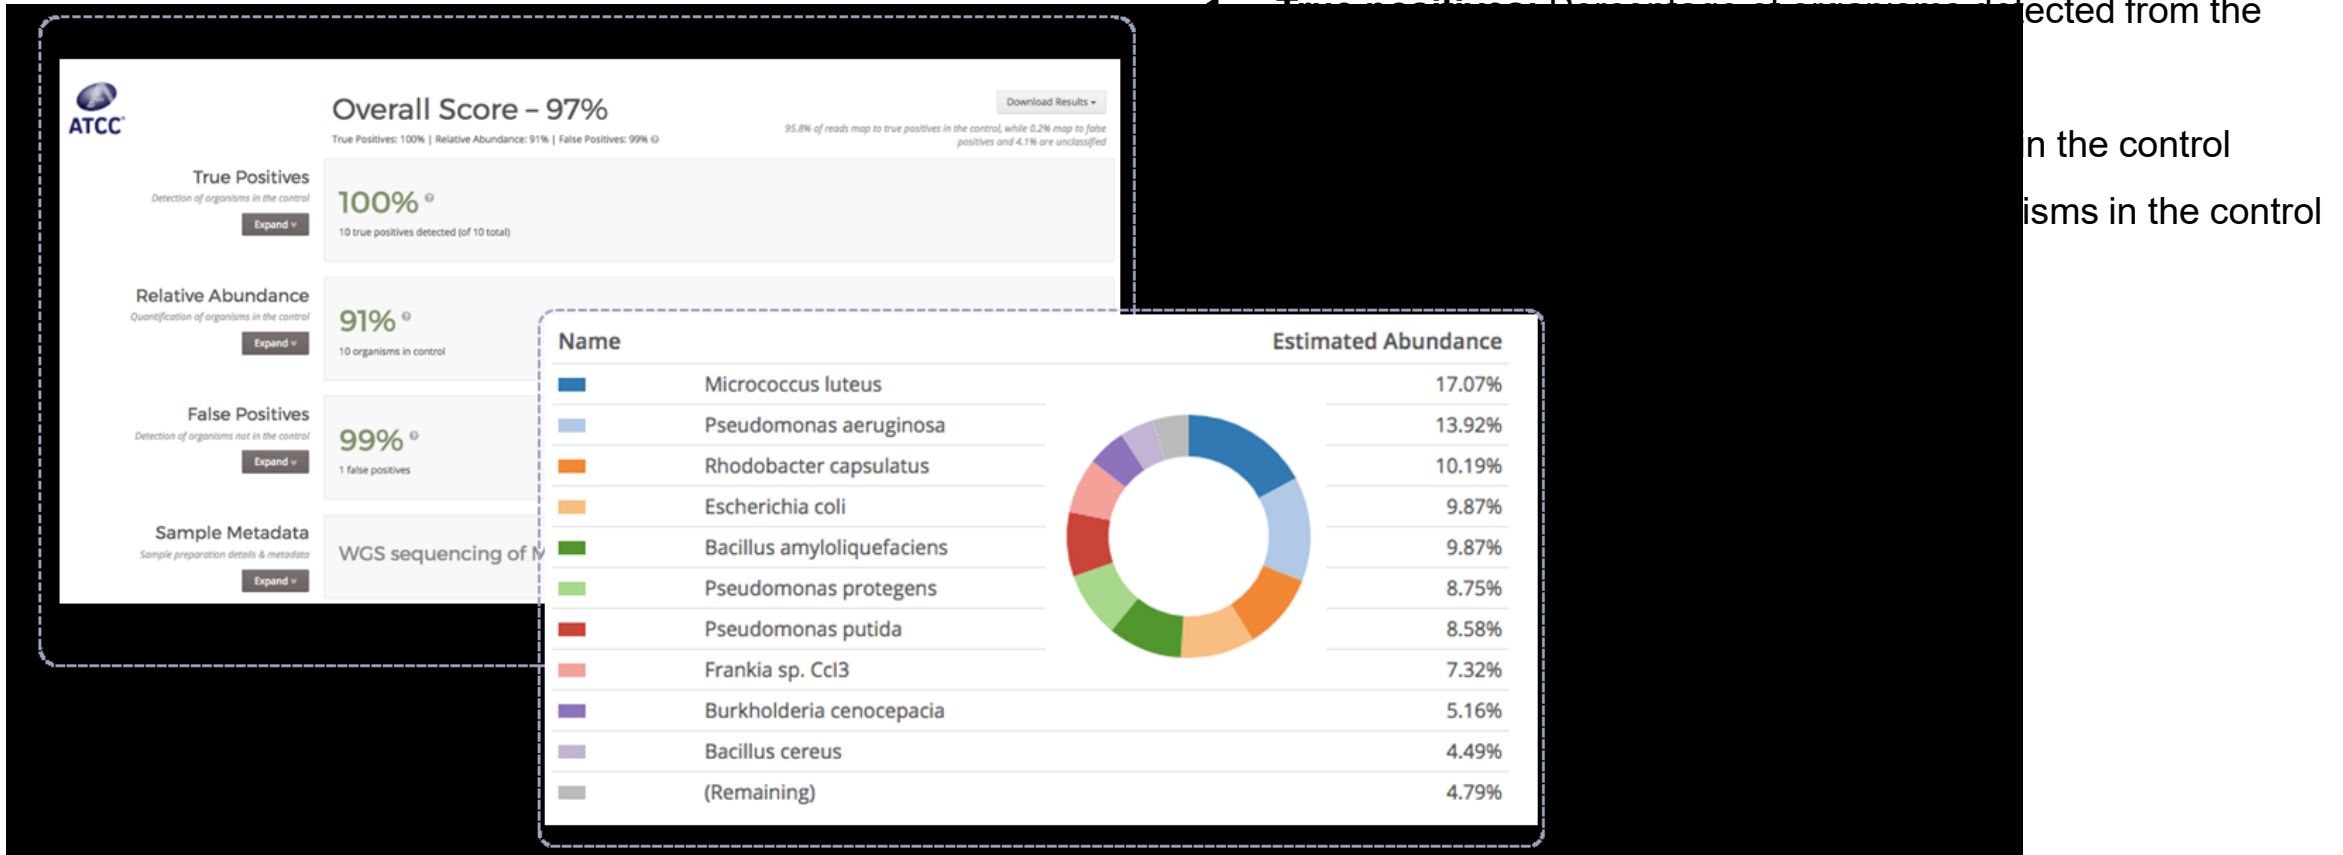 detected from the
in the control
isms in the control
ATCC
Overall Score – 97%
True Positives: 100% | Relative Abundance: 91% | False Positives: 99%
Download Results
95.8% of reads map to true positives in the control, while 0.2% map to false
positives and 4.1% are unclassified
True Positives
Detection of organisms in the control
Expand
100%
10 true positives detected (of 10 total)
Relative Abundance
Quantification of organisms in the control
Expand
91%
10 organisms in control
False Positives
Detection of organisms not in the control
Expand
99%
1 false positives
Sample Metadata
Sample preparation details & metadata
Expand
WGS sequencing of
Name Estimated Abundance
Micrococcus luteus 17.07%
Pseudomonas aeruginosa 13.92%
Rhodobacter capsulatus 10.19%
Escherichia coli 9.87%
Bacillus amyloliquefaciens 9.87%
Pseudomonas protegens 8.75%
Pseudomonas putida 8.58%
Frankia sp. CcI3 7.32%
Burkholderia cenocepacia 5.16%
Bacillus cereus 4.49%
(Remaining) 4.79%